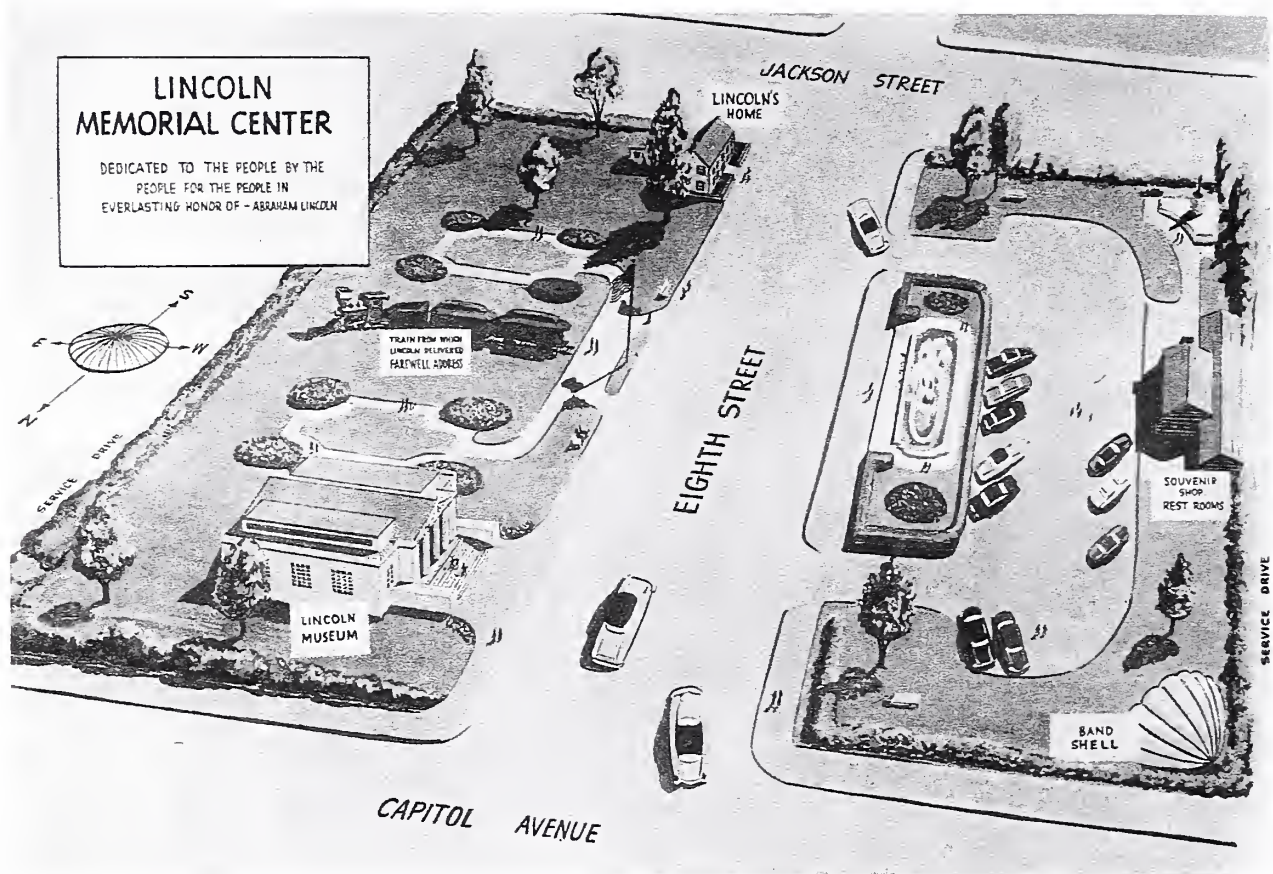 LINCOLN
MEMORIAL CENTER
DEDICATED TO THE PEOPLE BY THE
PEOPLE FOR THE PEOPLE IN
EVERLASTING HONOR OF - ABRAHAM LINCOLN
JACKSON STREET
LINCOLN'S
HOME
S
E
W
N
TRAIN FROM WHICH
LINCOLN DELIVERED
FAREWELL ADDRESS
EIGHTH STREET
SERVICE DRIVE
SOUVENIR
SHOP
REST ROOMS
SERVICE DRIVE
LINCOLN
MUSEUM
BAND
SHELL
CAPITOL AVENUE